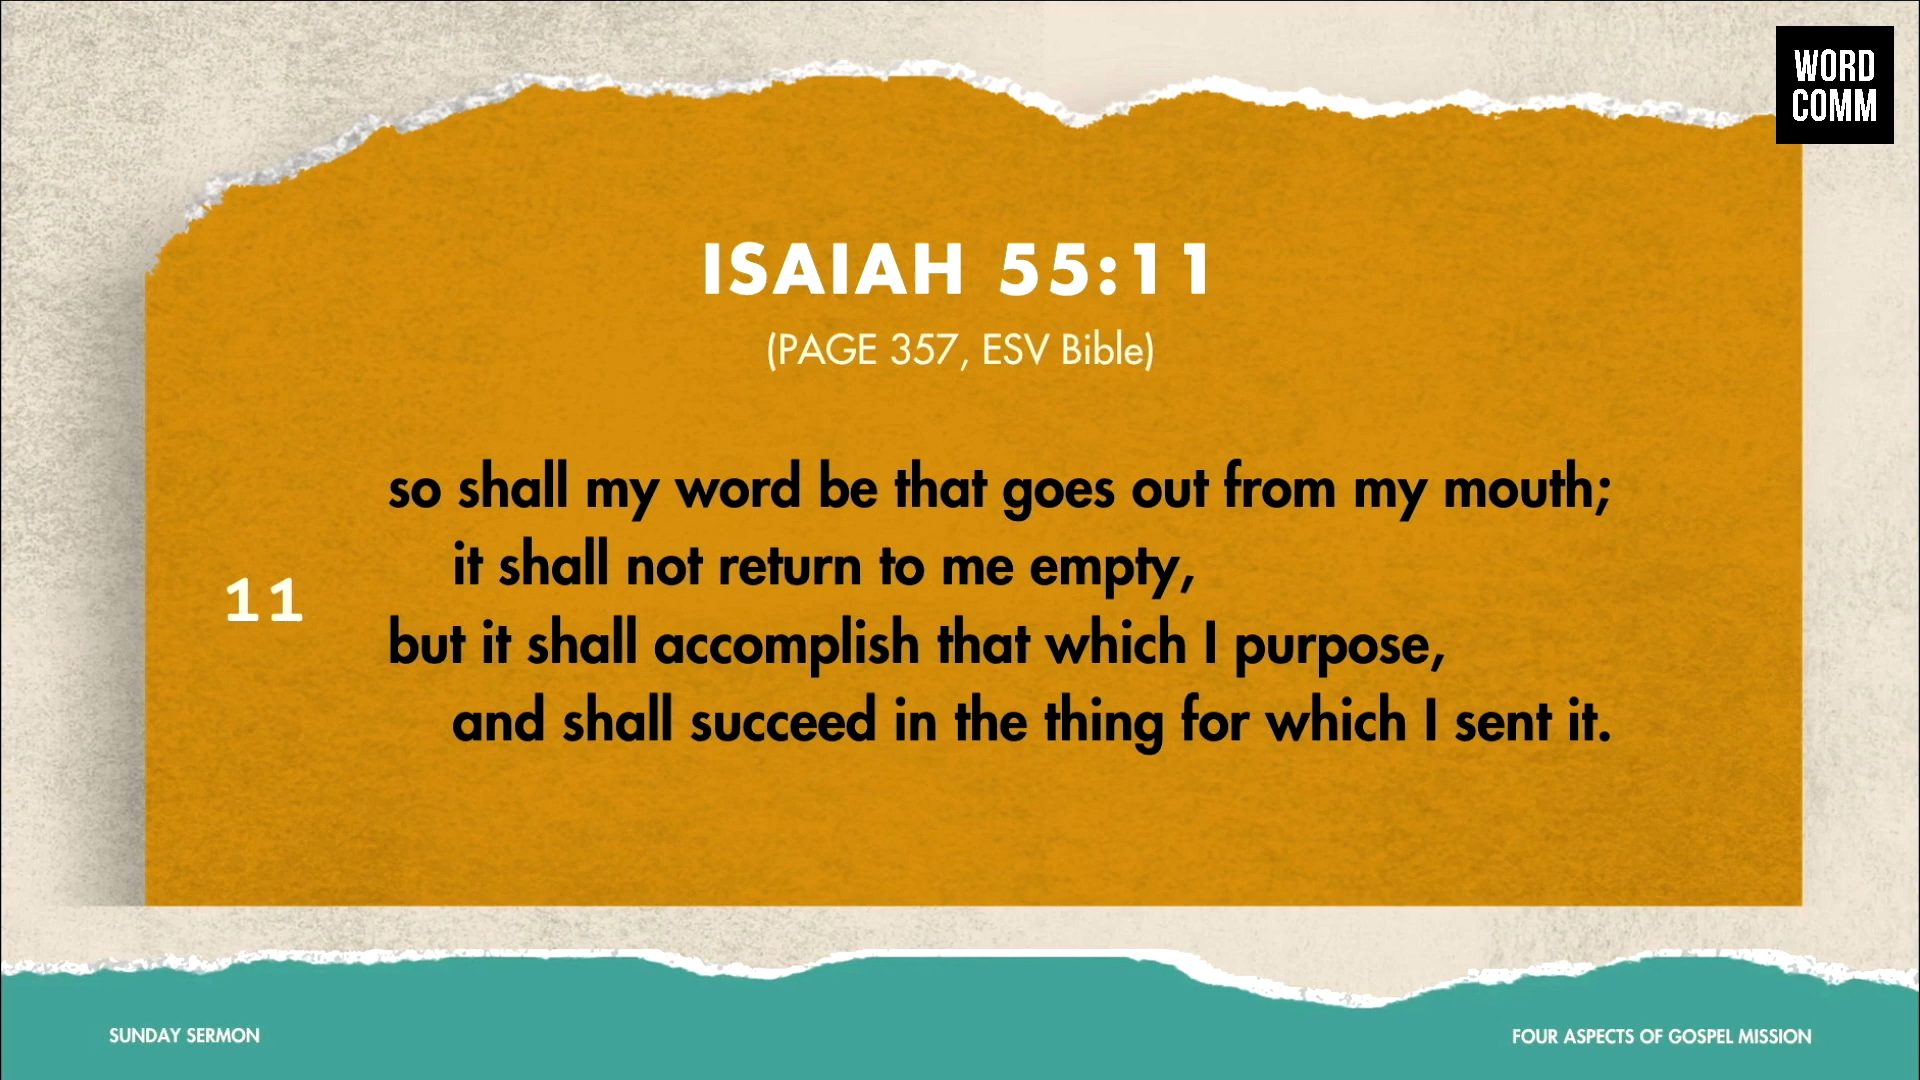 WORD
COMM
ISAIAH 55:11
(PAGE 357, ESV Bible)
11
so shall my word be that goes out from my mouth;
it shall not return to me empty,
but it shall accomplish that which I purpose,
and shall succeed in the thing for which I sent it.
SUNDAY SERMON
FOUR ASPECTS OF GOSPEL MISSION